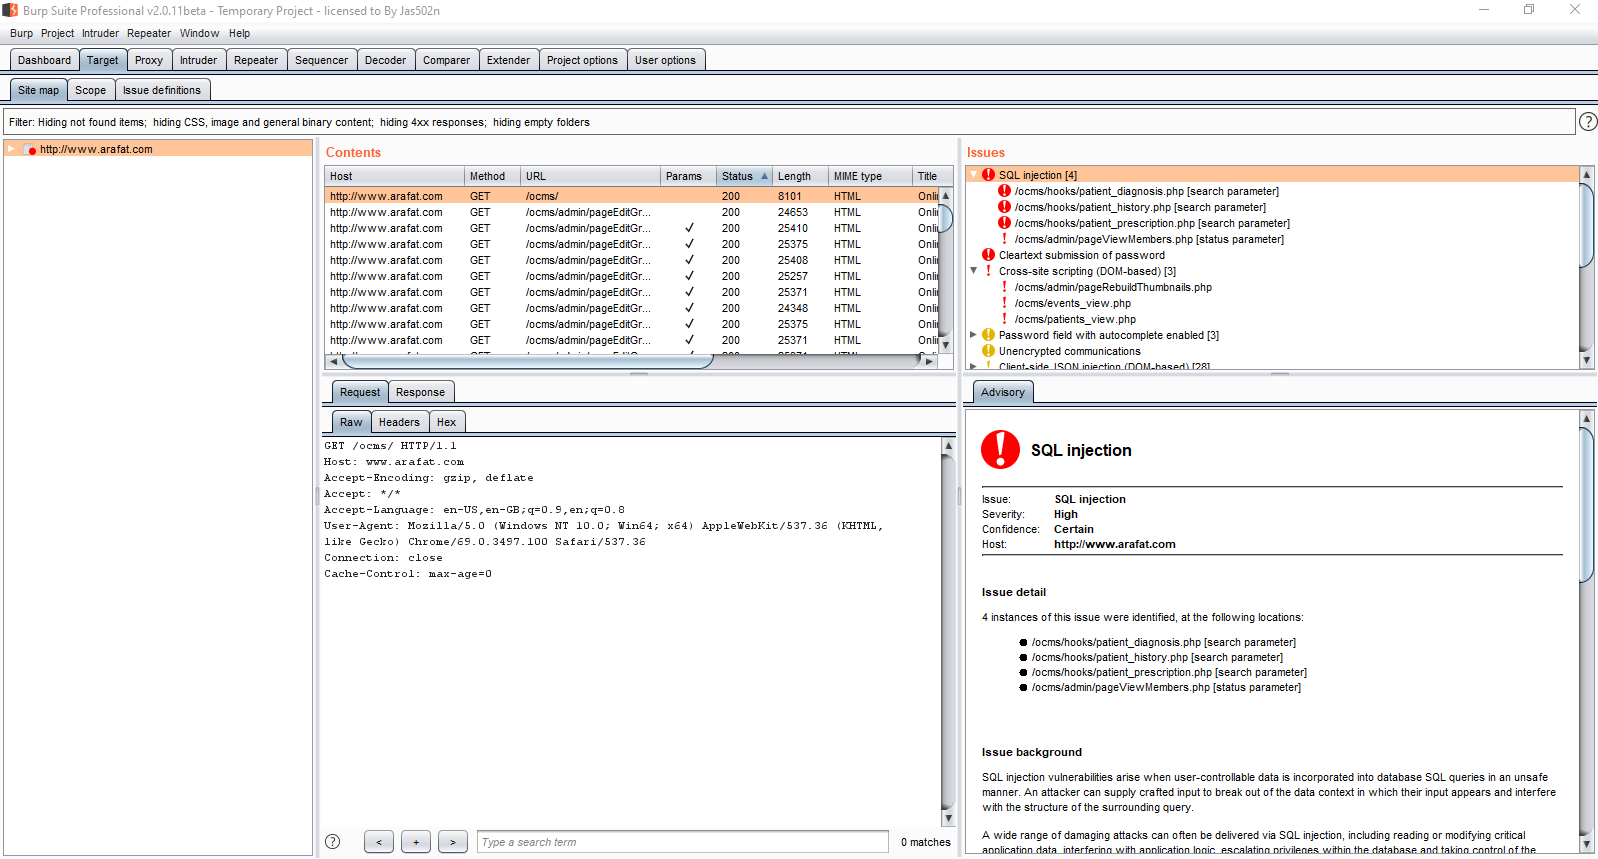 Burp Suite Professional v2.0.11beta - Temporary Project - licensed to By Jas502n
Burp Project Intruder Repeater Window Help
Dashboard Target Proxy Intruder Repeater Sequencer Decoder Comparer Extender Project options User options
Site map Scope Issue definitions
Filter: Hiding not found items; hiding CSS, image and general binary content; hiding 4xx responses; hiding empty folders
?
http://www.arafat.com
Contents
Host Method URL Params Status Length MIME type Title
http://www.arafat.com GET /ocms/ 200 8101 HTML Onli
http://www.arafat.com GET /ocms/admin/pageEditGr... 200 24653 HTML Onli
http://www.arafat.com GET /ocms/admin/pageEditGr... ✓ 200 25410 HTML Onli
http://www.arafat.com GET /ocms/admin/pageEditGr... ✓ 200 25375 HTML Onli
http://www.arafat.com GET /ocms/admin/pageEditGr... ✓ 200 25408 HTML Onli
http://www.arafat.com GET /ocms/admin/pageEditGr... ✓ 200 25257 HTML Onli
http://www.arafat.com GET /ocms/admin/pageEditGr... ✓ 200 25371 HTML Onli
http://www.arafat.com GET /ocms/admin/pageEditGr... ✓ 200 24348 HTML Onli
http://www.arafat.com GET /ocms/admin/pageEditGr... ✓ 200 25375 HTML Onli
http://www.arafat.com GET /ocms/admin/pageEditGr... ✓ 200 25371 HTML Onli
Issues
SQL injection [4]
/ocms/hooks/patient_diagnosis.php [search parameter]
/ocms/hooks/patient_history.php [search parameter]
/ocms/hooks/patient_prescription.php [search parameter]
/ocms/admin/pageViewMembers.php [status parameter]
Cleartext submission of password
Cross-site scripting (DOM-based) [3]
/ocms/admin/pageRebuildThumbnails.php
/ocms/events_view.php
/ocms/patients_view.php
Password field with autocomplete enabled [3]
Unencrypted communications
Client-side JSON injection (DOM-based) [28]
Request Response
Raw Headers Hex
GET /ocms/ HTTP/1.1
Host: www.arafat.com
Accept-Encoding: gzip, deflate
Accept: */*
Accept-Language: en-US,en-GB;q=0.9,en;q=0.8
User-Agent: Mozilla/5.0 (Windows NT 10.0; Win64; x64) AppleWebKit/537.36 (KHTML,
like Gecko) Chrome/69.0.3497.100 Safari/537.36
Connection: close
Cache-Control: max-age=0
? < + > Type a search term 0 matches
Advisory
SQL injection
Issue: SQL injection
Severity: High
Confidence: Certain
Host: http://www.arafat.com
Issue detail
4 instances of this issue were identified, at the following locations:
/ocms/hooks/patient_diagnosis.php [search parameter]
/ocms/hooks/patient_history.php [search parameter]
/ocms/hooks/patient_prescription.php [search parameter]
/ocms/admin/pageViewMembers.php [status parameter]
Issue background
SQL injection vulnerabilities arise when user-controllable data is incorporated into database SQL queries in an unsafe
manner. An attacker can supply crafted input to break out of the data context in which their input appears and interfere
with the structure of the surrounding query.
A wide range of damaging attacks can often be delivered via SQL injection, including reading or modifying critical
application data, interfering with application logic, escalating privileges within the database and taking control of the